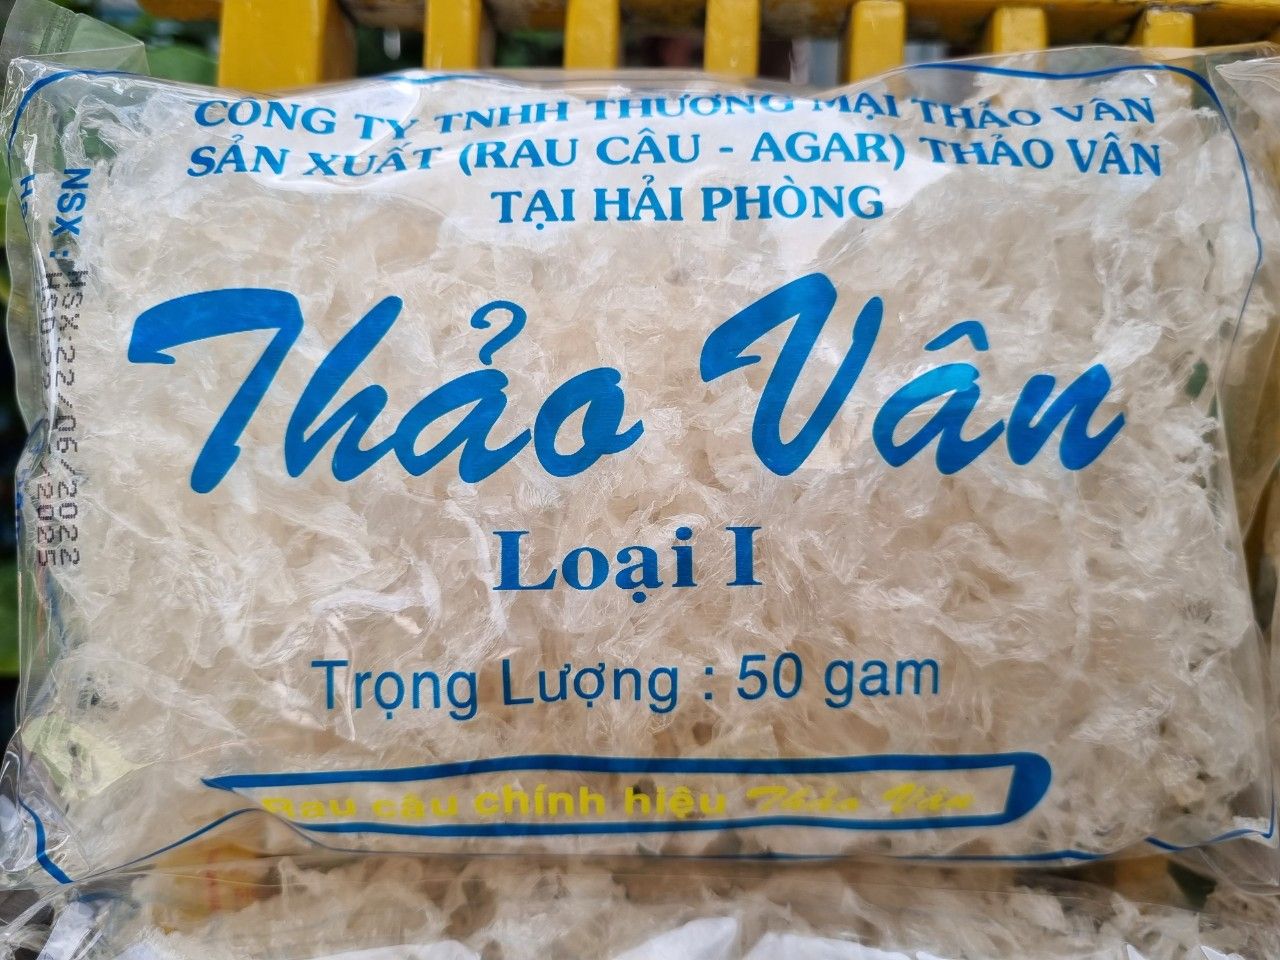 CÔNG TY TNHH THƯƠNG MẠI THẢO VÂN
SẢN XUẤT (RAU CÂU - AGAR) THẢO VÂN
TẠI HẢI PHÒNG
NSX :
NSX:22/06/2022
Thảo Vân
Loại I
Trọng Lượng : 50 gam
Rau câu chính hiệu Thảo Vân